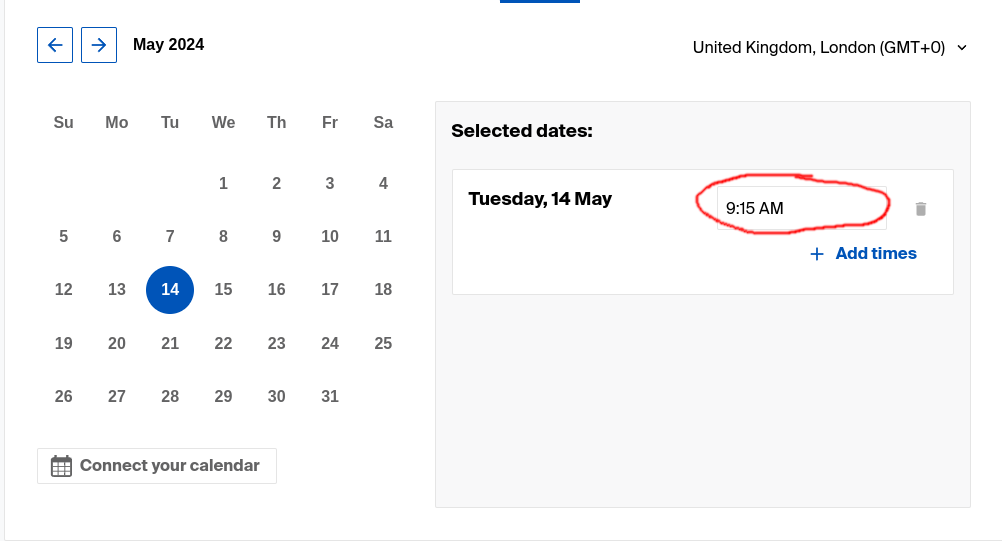 May 2024
United Kingdom, London (GMT+0)
Su Mo Tu We Th Fr Sa
1 2 3 4
5 6 7 8 9 10 11
12 13 14 15 16 17 18
19 20 21 22 23 24 25
26 27 28 29 30 31
Connect your calendar
Selected dates:
Tuesday, 14 May
9:15 AM
+ Add times